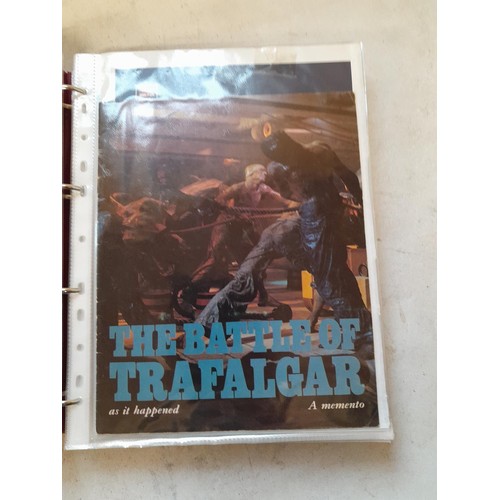 THE BATTLE OF
TRAFALGAR
as it happened
A memento